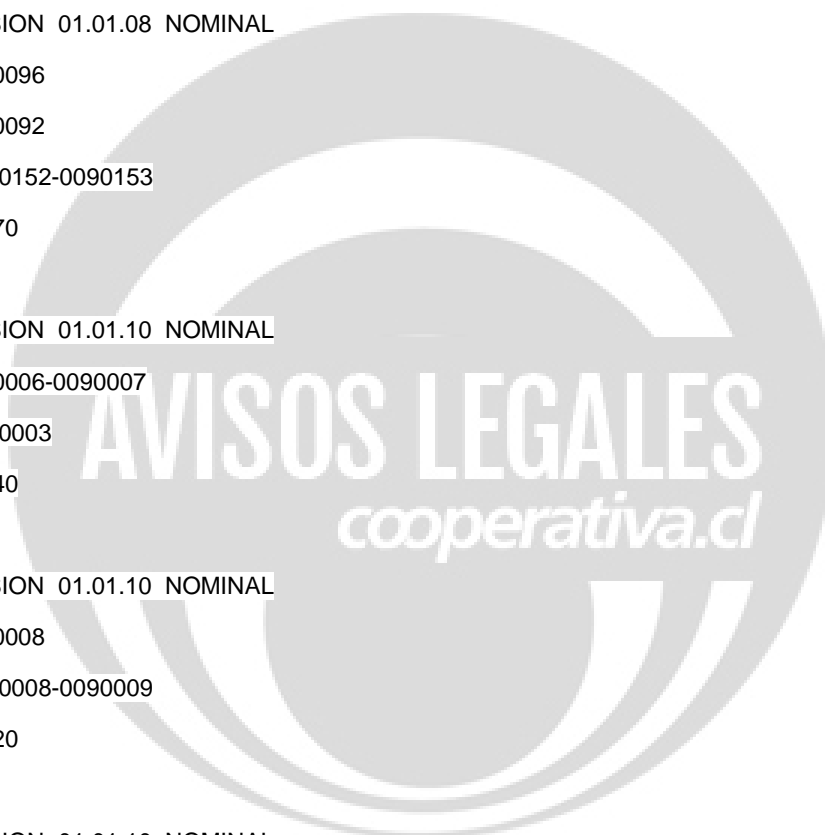 SION 01.01.08 NOMINAL
0096
0092
0152-0090153
70
SION 01.01.10 NOMINAL
0006-0090007
0003
40
AVISOS LEGALES
cooperativa.cl
SION 01.01.10 NOMINAL
0008
0008-0090009
20